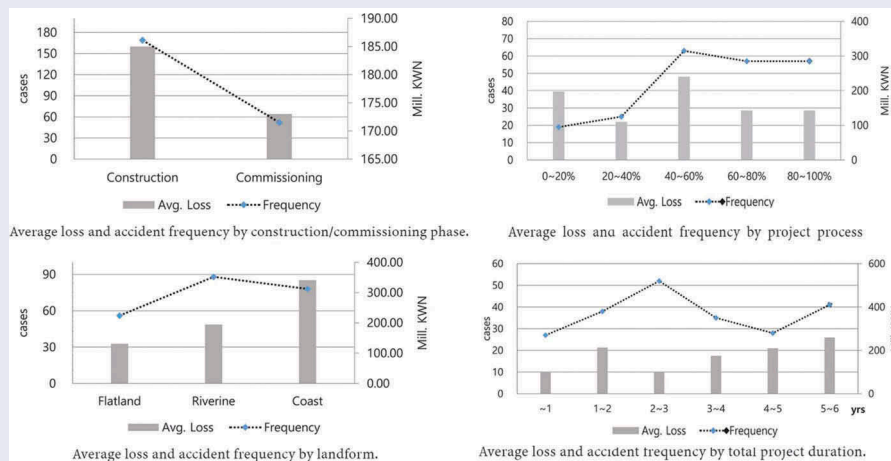 180
150
120
90
60
30
0
cases
190.00
185.00
180.00
175.00
170.00
165.00
Mill. KWN
Construction Commissioning
Avg. Loss Frequency
Average loss and accident frequency by construction/commissioning phase.
80
70
60
50
40
30
20
10
0
cases
400
300
200
100
0
Mill. KWN
0~20% 20~40% 40~60% 60~80% 80~100%
Avg. Loss Frequency
Average loss and accident frequency by project process
90
60
30
0
cases
400.00
300.00
200.00
100.00
0.00
Mill. KWN
Flatland Riverine Coast
Avg. Loss Frequency
Average loss and accident frequency by landform.
60
50
40
30
20
10
0
cases
600
400
200
0
~1 1~2 2~3 3~4 4~5 5~6 yrs
Avg. Loss Frequency
Average loss and accident frequency by total project duration.